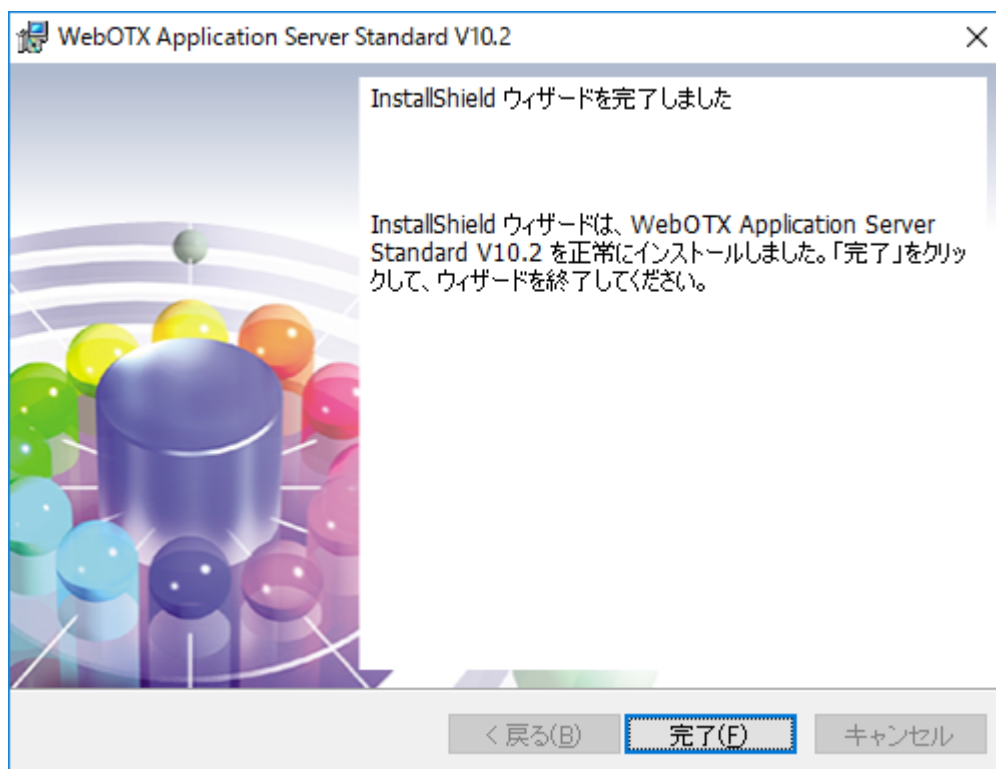 WebOTX Application Server Standard V10.2
InstallShield ウィザードを完了しました
InstallShield ウィザードは、WebOTX Application Server
Standard V10.2 を正常にインストールしました。「完了」をクリッ
クして、ウィザードを終了してください。
< 戻る(B)
完了(F)
キャンセル